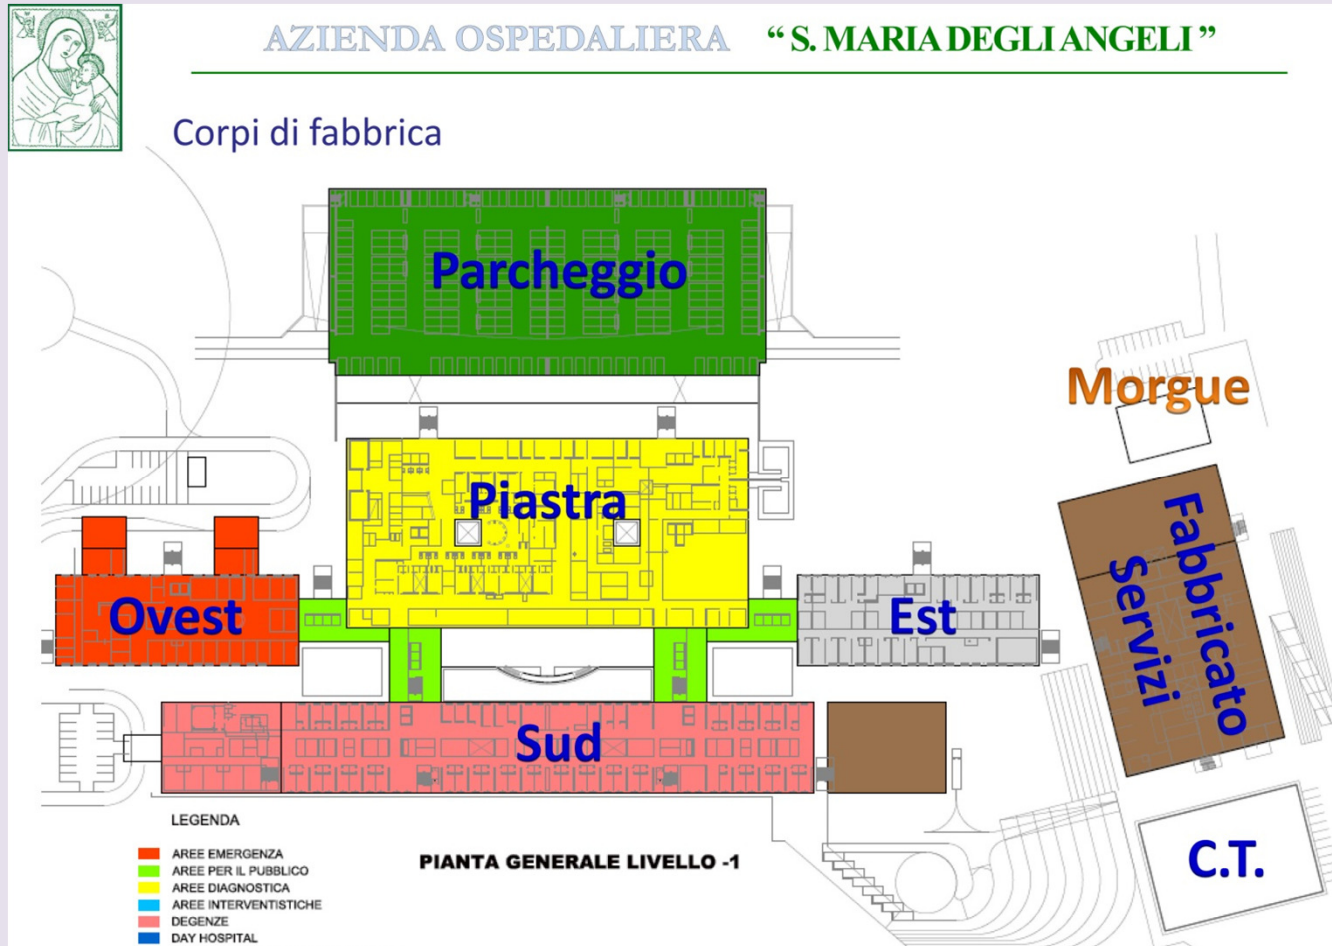 AZIENDA OSPEDALIERA “ S. MARIA DEGLI ANGELI ”
Corpi di fabbrica
Parcheggio
Morgue
Piastra
Fabbricato
Servizi
Ovest
Est
Sud
C.T.
LEGENDA
AREE EMERGENZA
AREE PER IL PUBBLICO
AREE DIAGNOSTICA
AREE INTERVENTISTICHE
DEGENZE
DAY HOSPITAL
PIANTA GENERALE LIVELLO -1